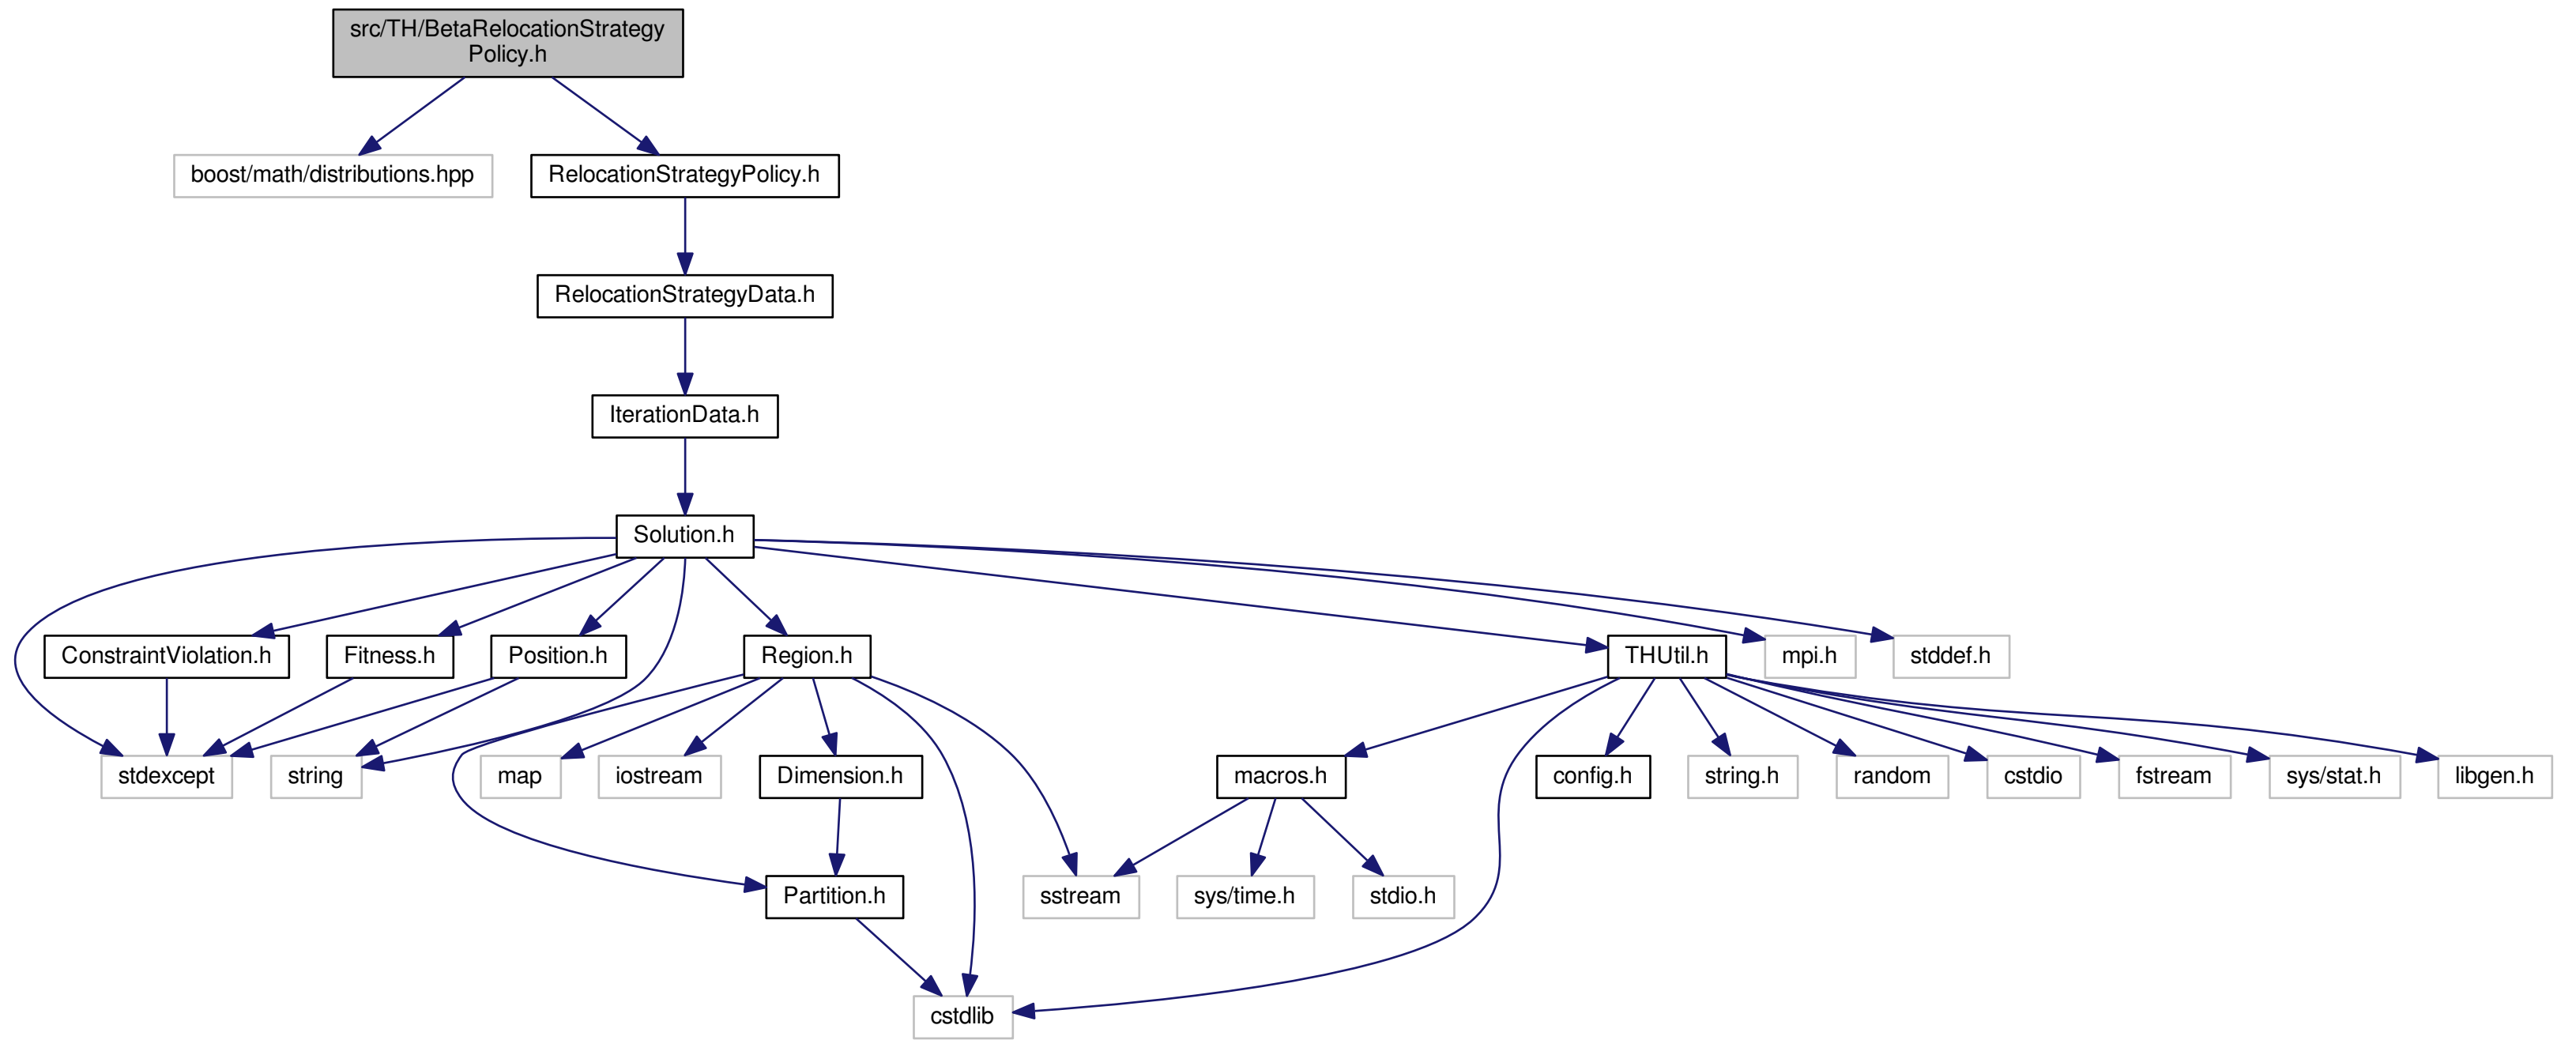 src/TH/BetaRelocationStrategy
Policy.h
boost/math/distributions.hpp
RelocationStrategyPolicy.h
RelocationStrategyData.h
IterationData.h
Solution.h
ConstraintViolation.h
Fitness.h
Position.h
Region.h
THUtil.h
mpi.h
stddef.h
stdexcept
string
map
iostream
Dimension.h
macros.h
config.h
string.h
random
cstdio
fstream
sys/stat.h
libgen.h
Partition.h
sstream
sys/time.h
stdio.h
cstdlib